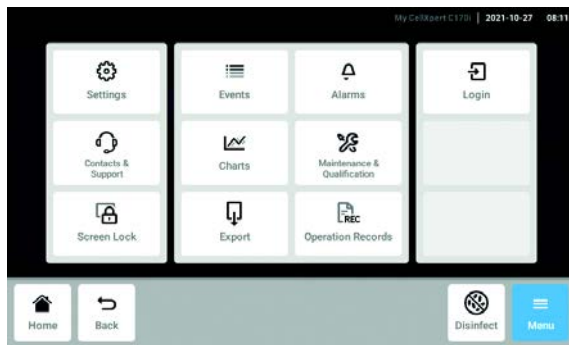 My CellXpert C170i | 2021-10-27 08:11
Settings
Events
Alarms
Login
Contacts &
Support
Charts
Maintenance &
Qualification
Screen Lock
Export
REC
Operation Records
Home
Back
Disinfect
Menu